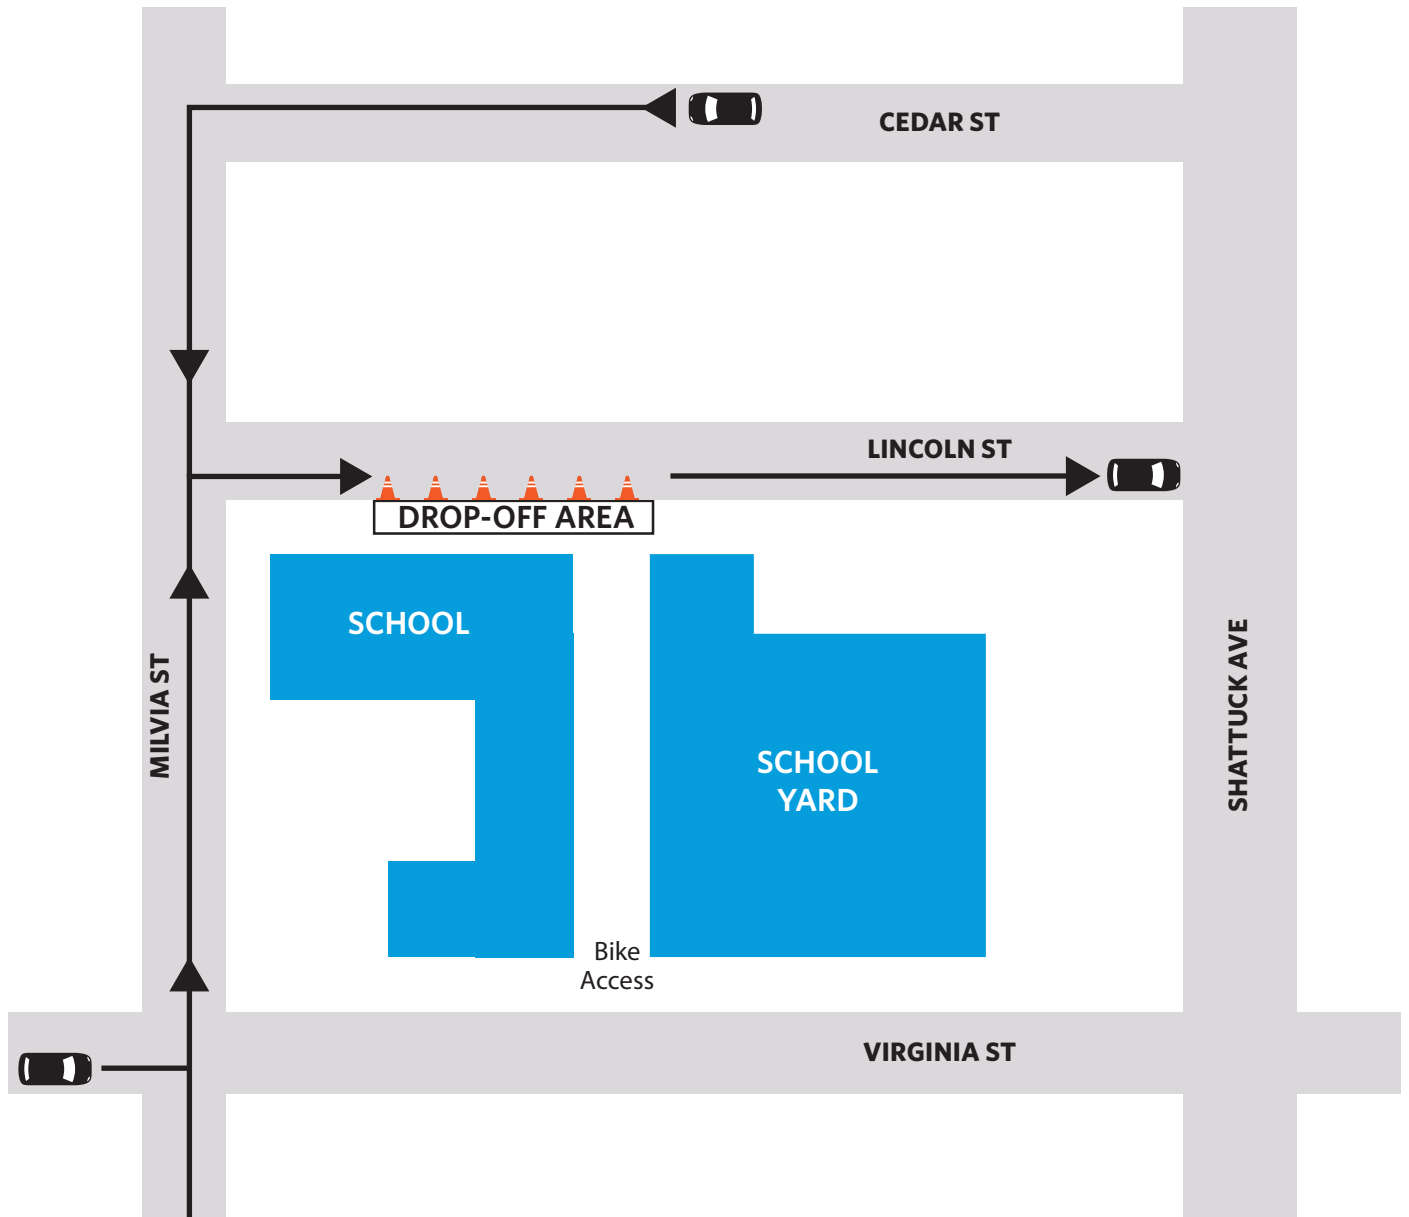 CEDAR ST
LINCOLN ST
DROP-OFF AREA
SCHOOL
MILVIA ST
SHATTUCK AVE
SCHOOL
YARD
Bike
Access
VIRGINIA ST